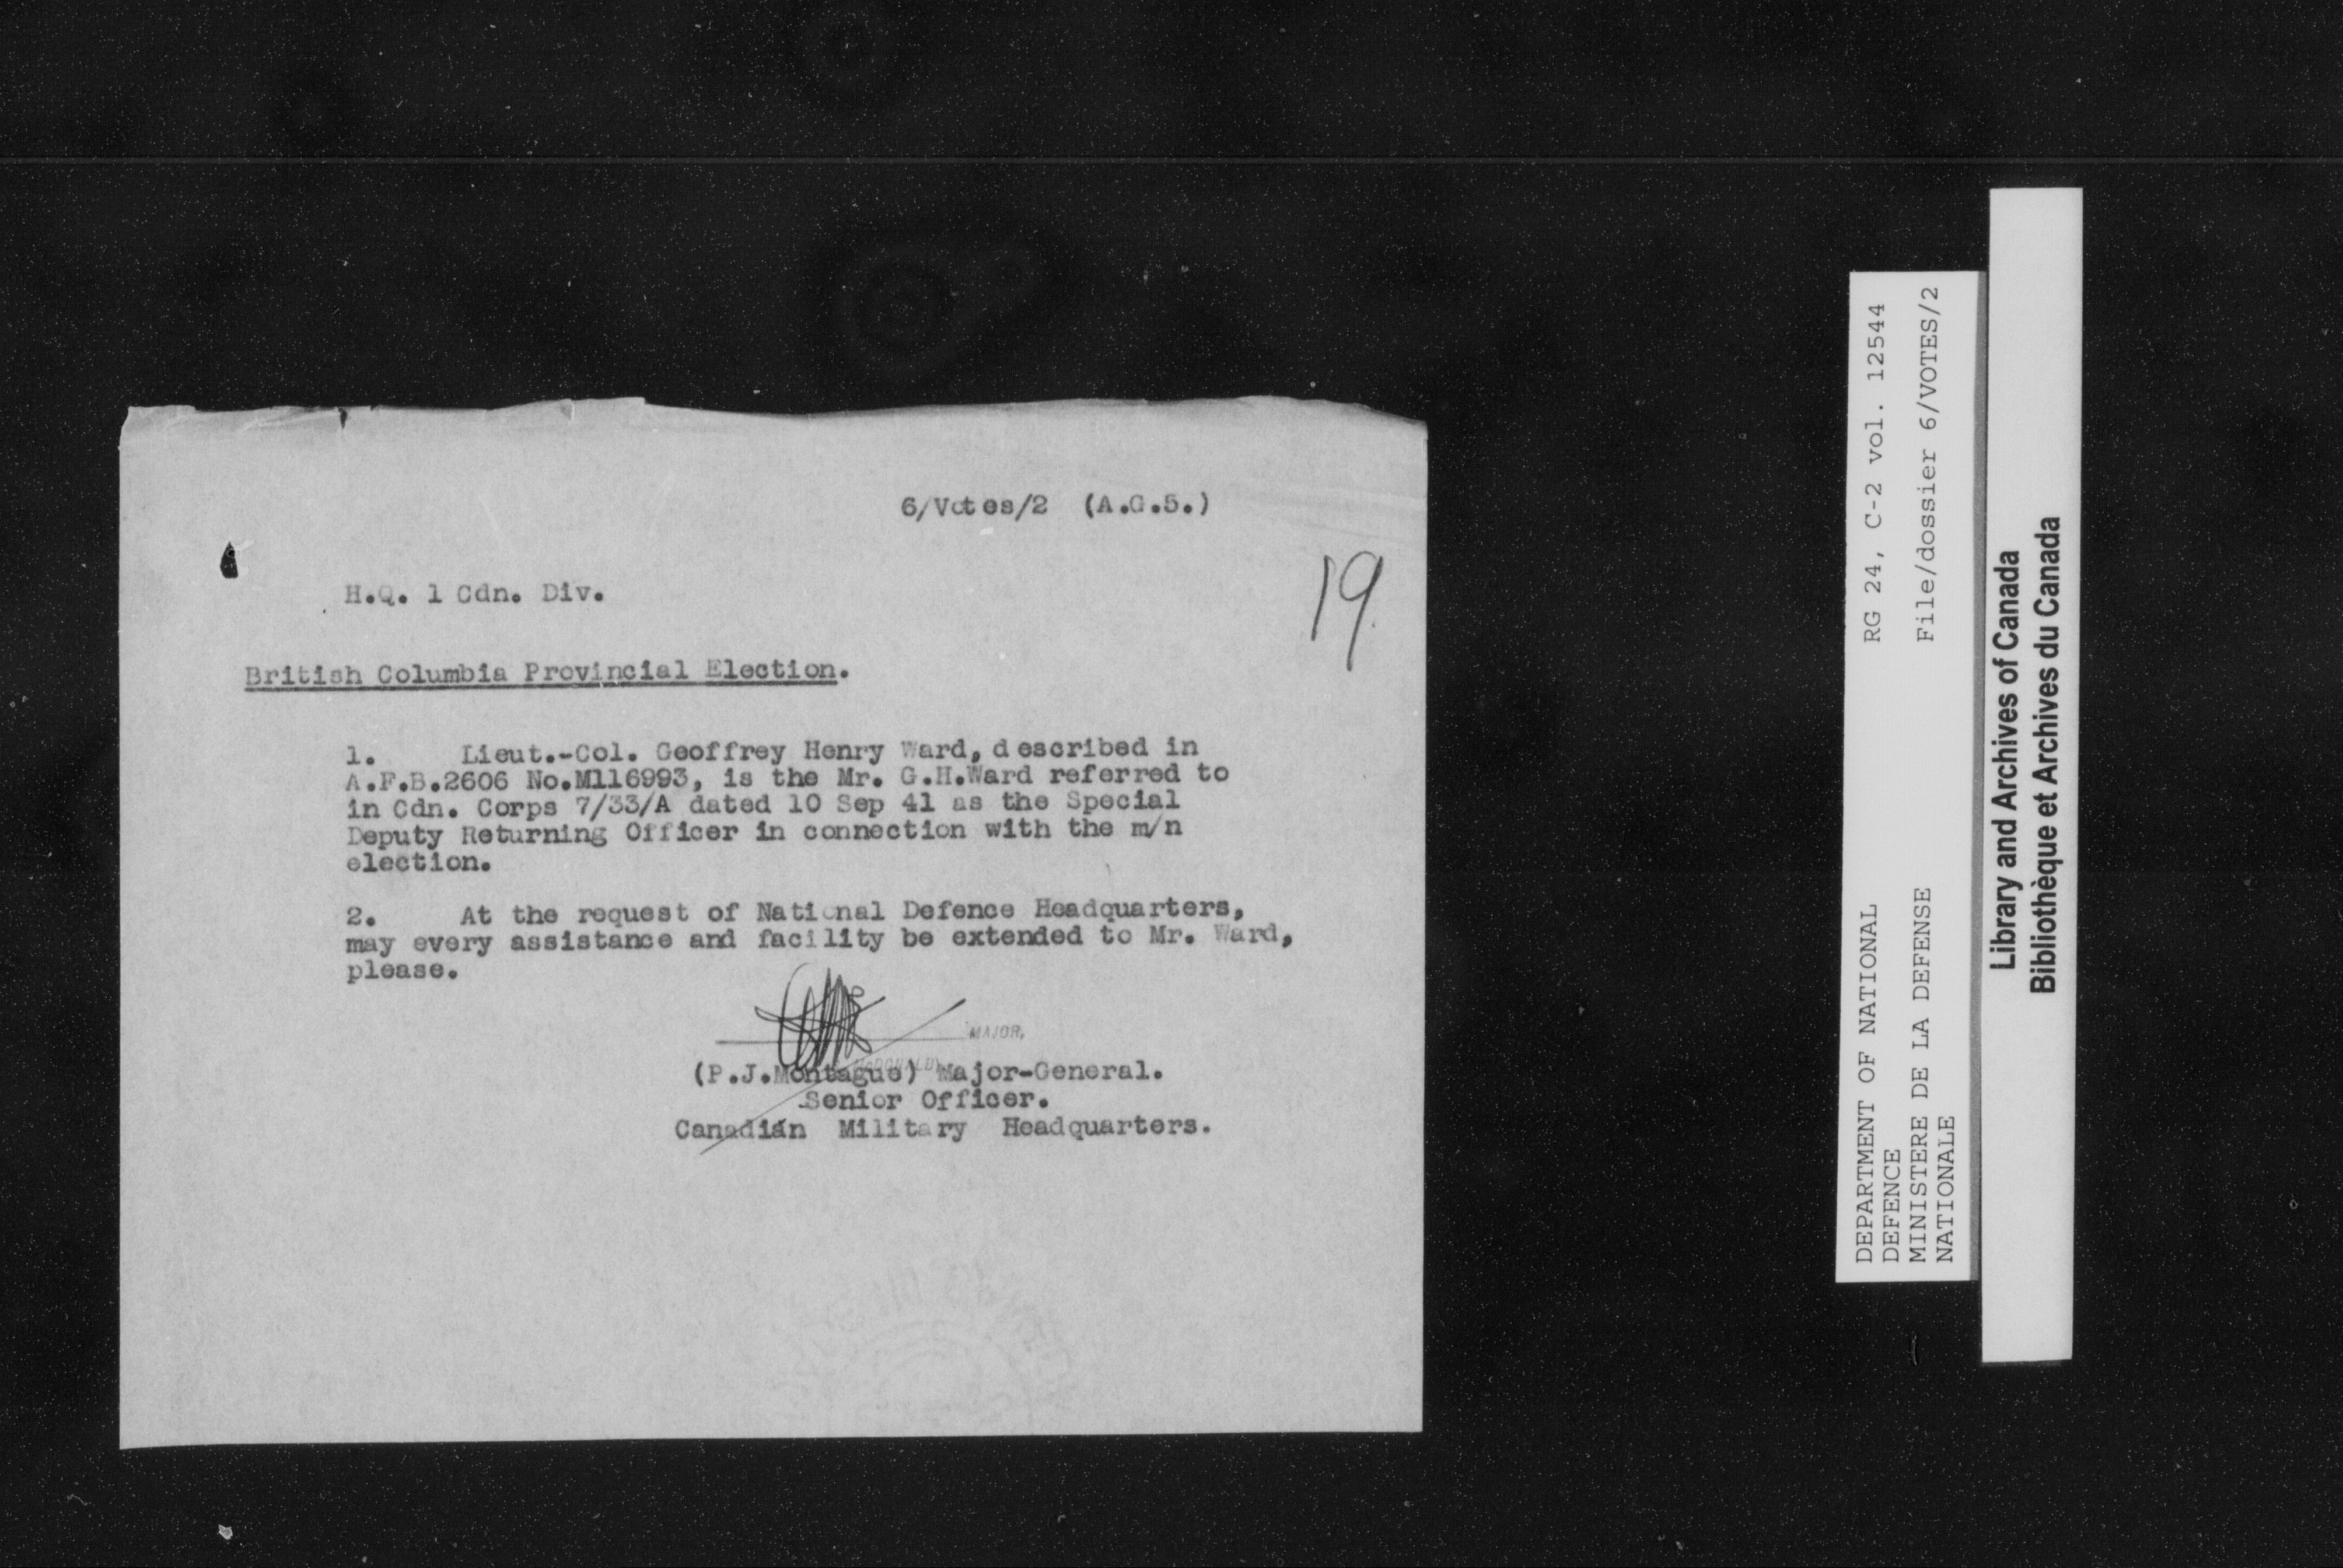 6/Votes/2 (A.G.5.)
19.
H.Q. 1 Cdn. Div.
British Columbia Provincial Election.
1. Lieut.-Col. Geoffrey Henry Ward, described in
A.F.B.2606 No.M116993, is the Mr. G.H.Ward referred to
in Cdn. Corps 7/33/A dated 10 Sep 41 as the Special
Deputy Returning Officer in connection with the m/n
election.
2. At the request of National Defence Headquarters,
may every assistance and facility be extended to Mr. Ward,
please.
MAJOR,
(P.J.Montague) Major-General.
Senior Officer.
Canadian Military Headquarters.
DEPARTMENT OF NATIONAL
DEFENCE
MINISTERE DE LA DEFENSE
NATIONALE
RG 24, C-2 vol. 12544
File/dossier 6/VOTES/2
Library and Archives of Canada
Bibliothèque et Archives du Canada